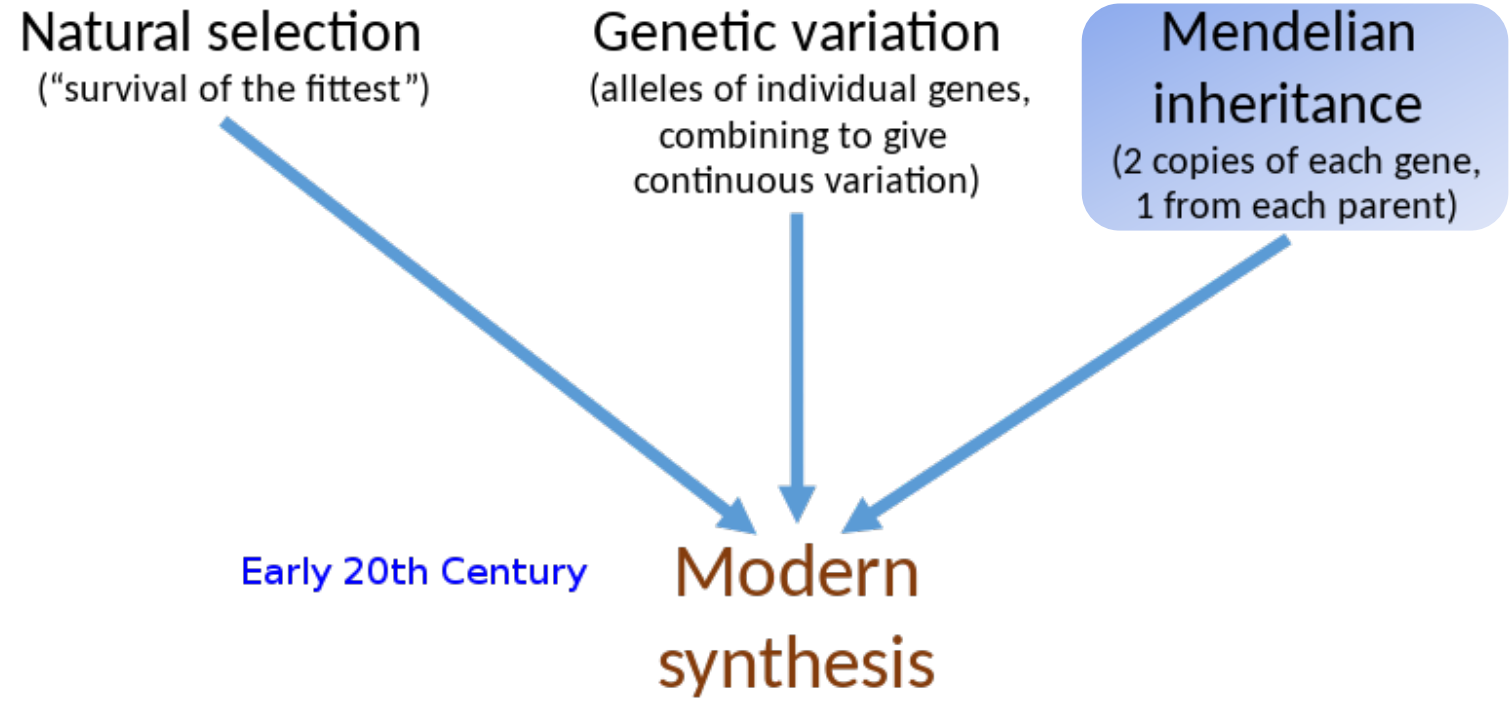 Natural selection
(“survival of the fittest”)
Genetic variation
(alleles of individual genes,
combining to give
continuous variation)
Mendelian
inheritance
(2 copies of each gene,
1 from each parent)
Early 20th Century
Modern
synthesis